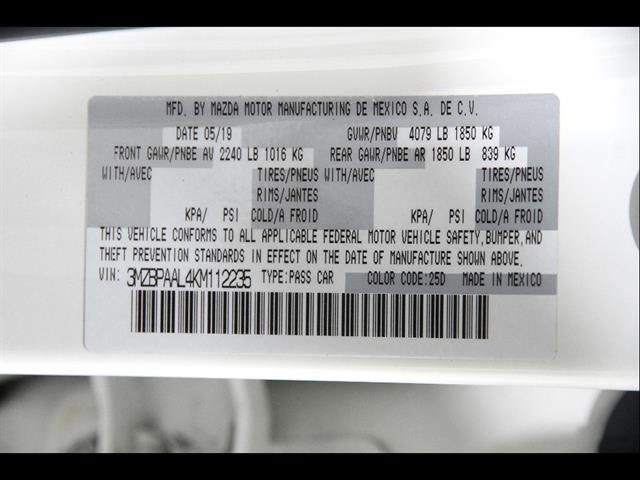 MFD. BY MAZDA MOTOR MANUFACTURING DE MEXICO S.A. DE C.V.
DATE 05/19 GVWR/PNBV 4079 LB 1850 KG
FRONT GAWR/PNBE AV 2240 LB 1016 KG REAR GAWR/PNBE AR 1850 LB 839 KG
WITH/AVEC TIRES/PNEUS WITH/AVEC TIRES/PNEUS
RIMS/JANTES RIMS/JANTES
KPA/ PSI COLD/A FROID KPA/ PSI COLD/A FROID
THIS VEHICLE CONFORMS TO ALL APPLICABLE FEDERAL MOTOR VEHICLE SAFETY, BUMPER, AND
THEFT PREVENTION STANDARDS IN EFFECT ON THE DATE OF MANUFACTURE SHOWN ABOVE.
VIN: 3MZBPAAL4KM112235 TYPE:PASS CAR COLOR CODE:25D MADE IN MEXICO